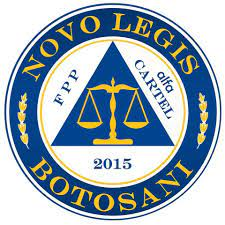 NOVO LEGIS
FPP
alfa
CARTEL
2015
BOTOSANI